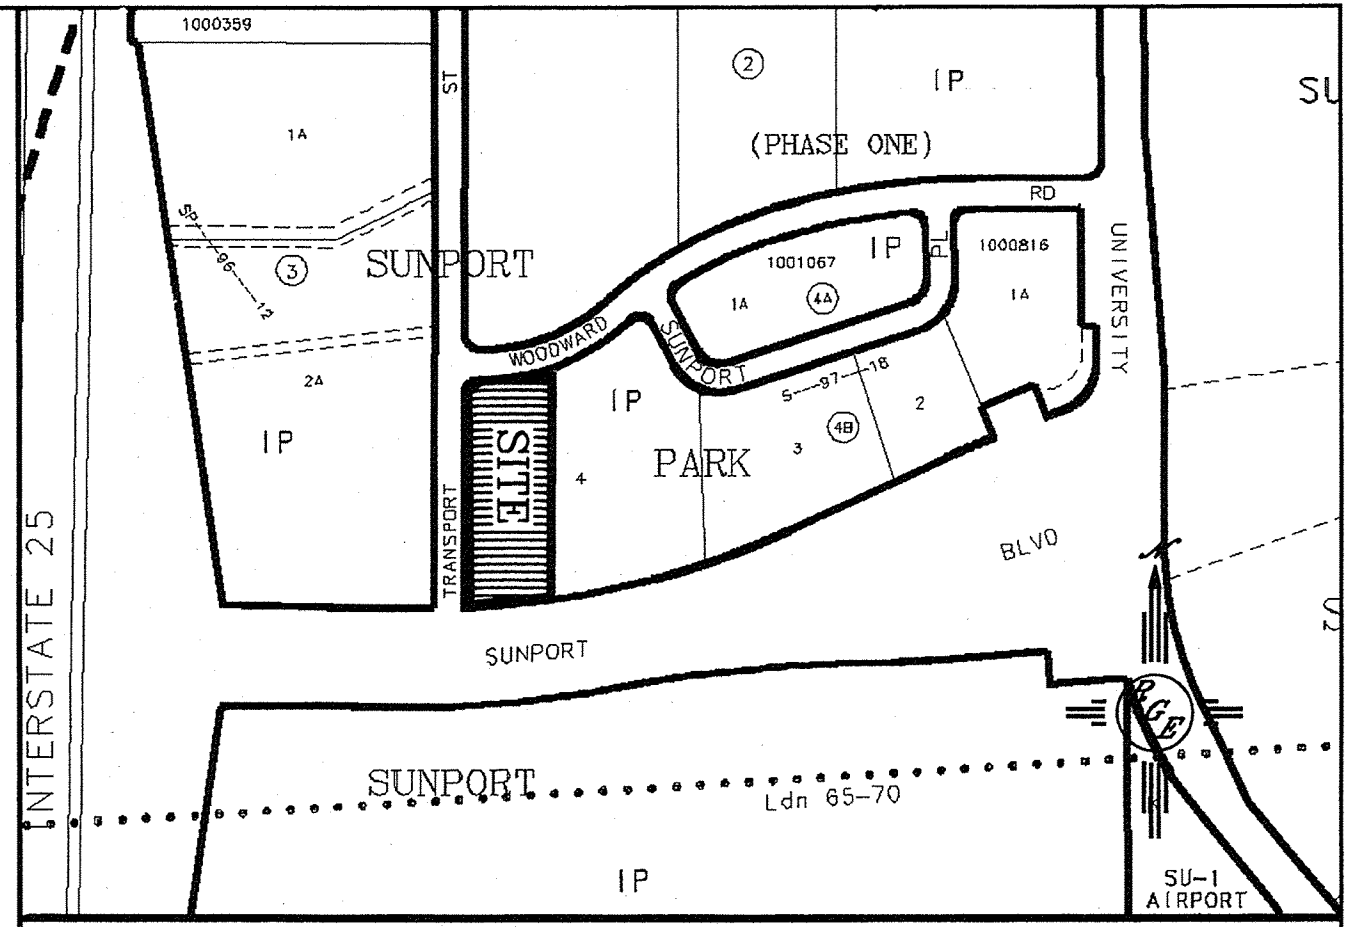 1000359
ST
2
IP
SU
1A
(PHASE ONE)
RD
SP-96-12
3
SUNPORT
IP
PL
1000816
1001067
1A
4A
1A
UNIVERSITY
WOODWARD
SUNPORT
2A
IP
IP
S-97-18
2
4B
3
PARK
SITE
4
TRANSPORT
INTERSTATE 25
BLVD
N
SUNPORT
RGE
SUNPORT
Ldn 65-70
IP
SU-1
AIRPORT